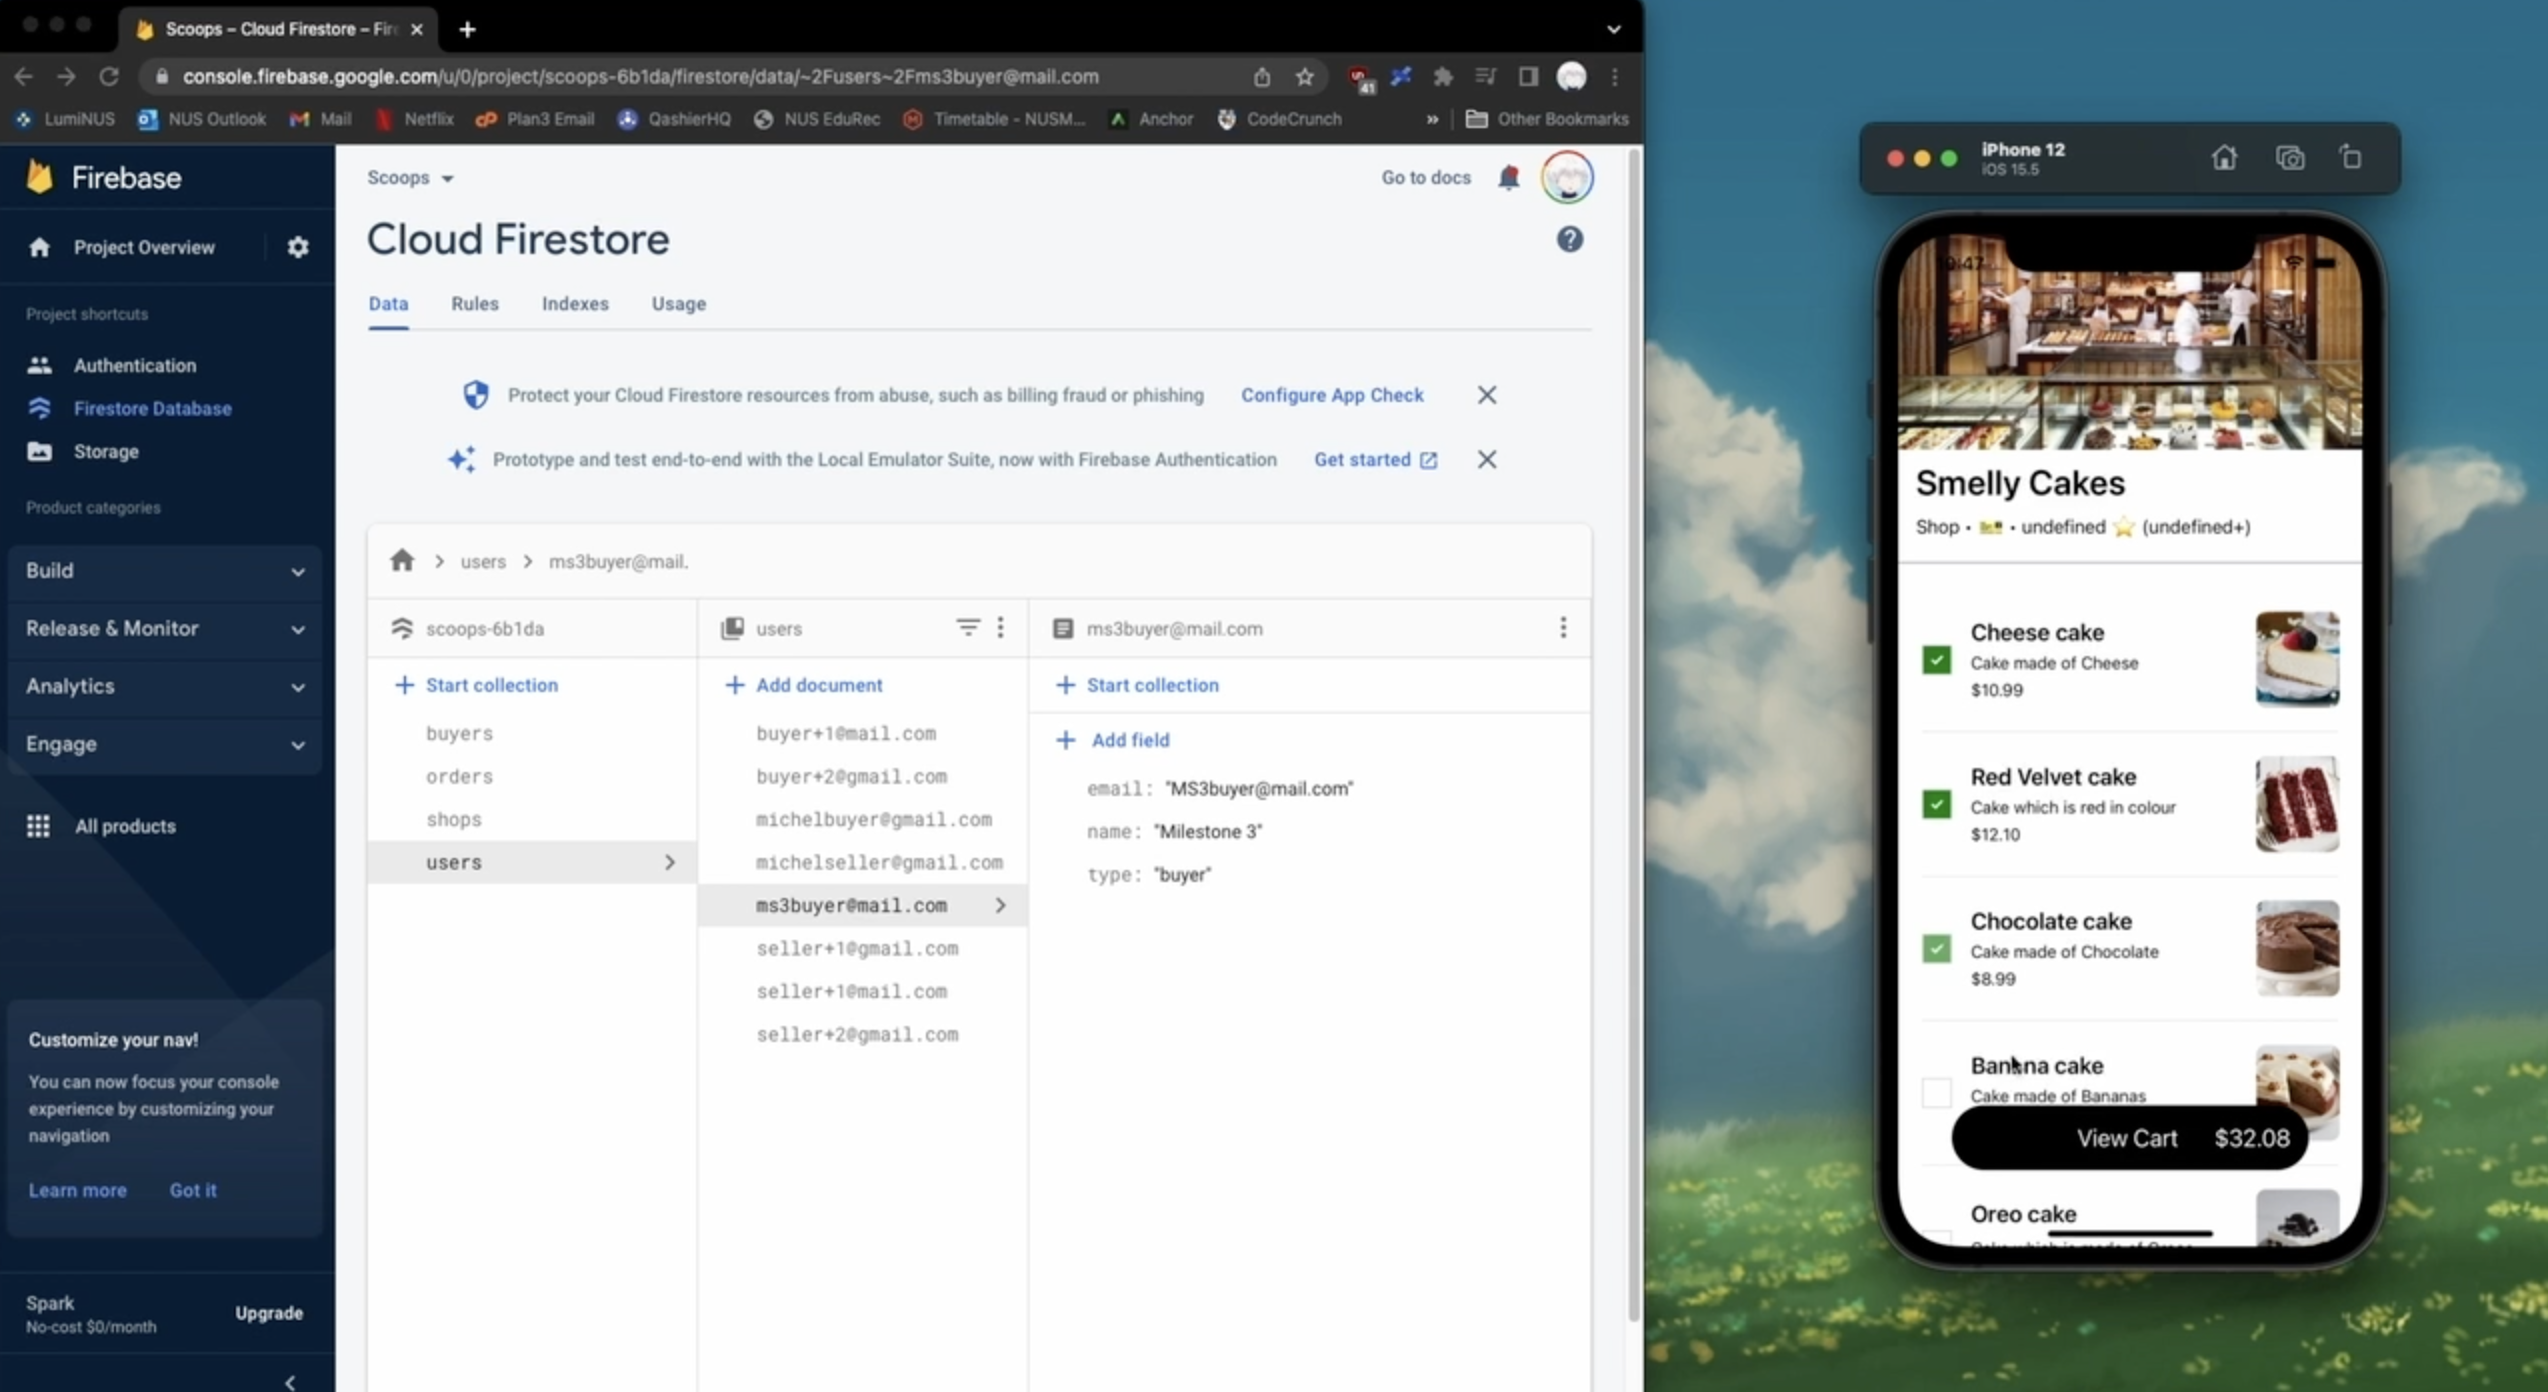 Scoops – Cloud Firestore – Fir
console.firebase.google.com/u/0/project/scoops-6b1da/firestore/data/~2Fusers~2Fms3buyer@mail.com
41
LumiNUS
NUS Outlook
Mail
Netflix
cP Plan3 Email
QashierHQ
NUS EduRec
Timetable - NUSM...
Anchor
CodeCrunch
»
Other Bookmarks
Firebase
Project Overview
Project shortcuts
Authentication
Firestore Database
Storage
Product categories
Build
Release & Monitor
Analytics
Engage
All products
Customize your nav!
You can now focus your console
experience by customizing your
navigation
Learn more
Got it
Spark
No-cost $0/month
Upgrade
Scoops
Go to docs
Cloud Firestore
Data
Rules
Indexes
Usage
Protect your Cloud Firestore resources from abuse, such as billing fraud or phishing
Configure App Check
Prototype and test end-to-end with the Local Emulator Suite, now with Firebase Authentication
Get started
users
ms3buyer@mail.
scoops-6b1da
Start collection
buyers
orders
shops
users
users
Add document
buyer+1@mail.com
buyer+2@gmail.com
michelbuyer@gmail.com
michelseller@gmail.com
ms3buyer@mail.com
seller+1@gmail.com
seller+1@mail.com
seller+2@gmail.com
ms3buyer@mail.com
Start collection
Add field
email: "MS3buyer@mail.com"
name: "Milestone 3"
type: "buyer"
iPhone 12
iOS 15.5
Smelly Cakes
Shop • 🎫 • undefined ⭐ (undefined+)
Cheese cake
Cake made of Cheese
$10.99
Red Velvet cake
Cake which is red in colour
$12.10
Chocolate cake
Cake made of Chocolate
$8.99
Banana cake
Cake made of Bananas
View Cart $32.08
Oreo cake